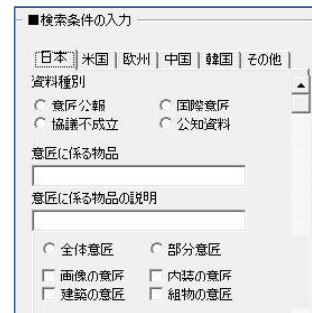 ■検索条件の入力
日本 | 米国 | 欧州 | 中国 | 韓国 | その他 |
資料種別
意匠公報 国際意匠
協議不成立 公知資料
意匠に係る物品
意匠に係る物品の説明
全体意匠 部分意匠
画像の意匠 内装の意匠
建築の意匠 組物の意匠